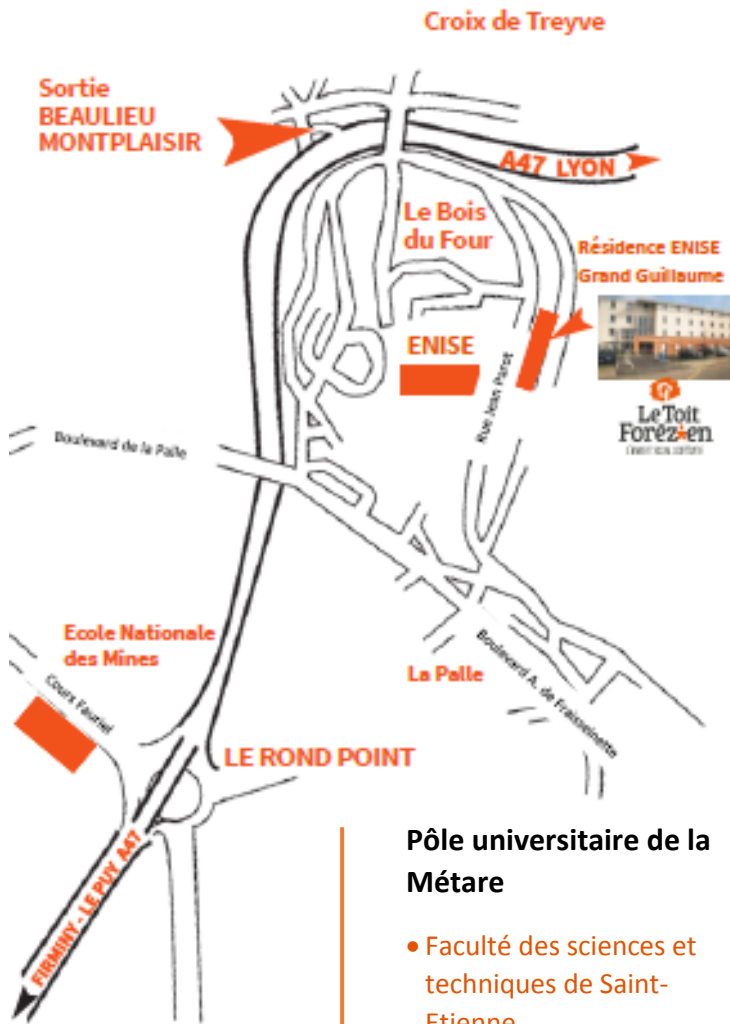 Croix de Treyve
Sortie
BEAULIEU
MONTPLAISIR
A47 LYON
Le Bois
du Four
Résidence ENISE
Grand Guillaume
ENISE
Rue Jean Parot
Le Toit
Forézien
Boulevard de la Palle
Ecole Nationale
des Mines
Cours Fauriel
La Palle
Boulevard A. de Fraisseinette
LE ROND POINT
FIRMINY - LE PUY A47
Pôle universitaire de la
Métare
• Faculté des sciences et
techniques de Saint-
Etienne